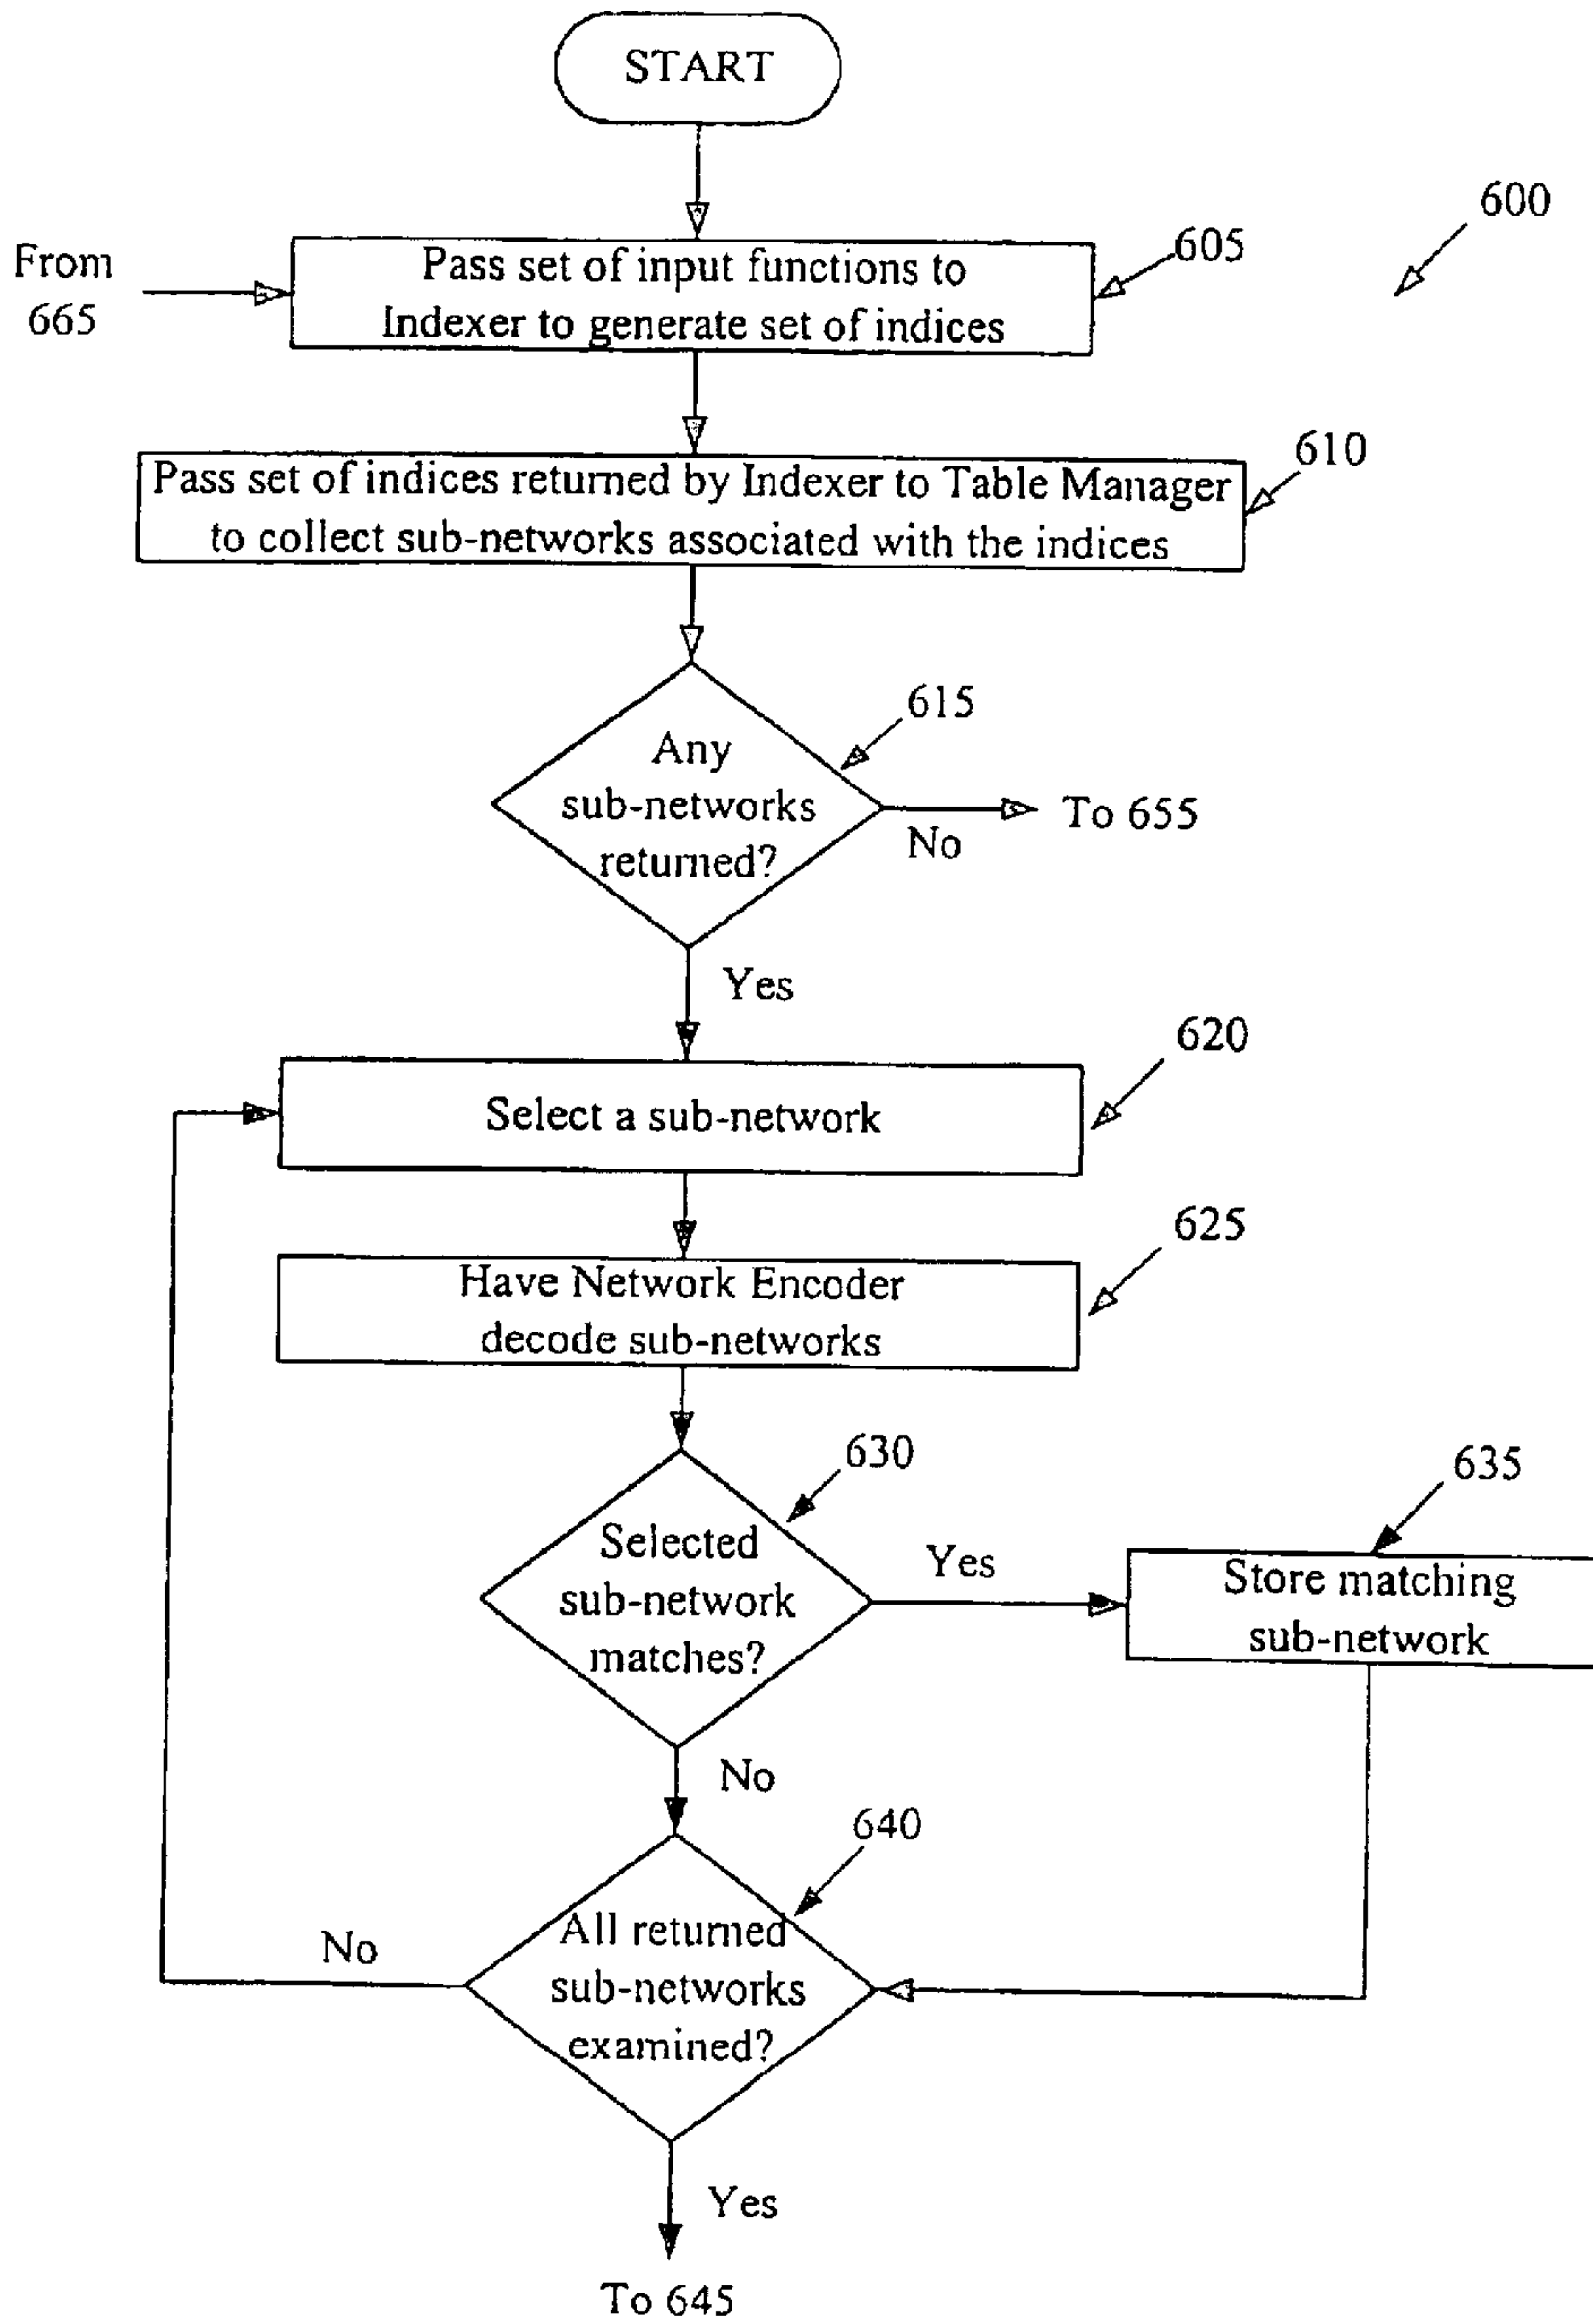 START
600
From
665
605
Pass set of input functions to
Indexer to generate set of indices
610
Pass set of indices returned by Indexer to Table Manager
to collect sub-networks associated with the indices
615
Any
sub-networks
returned?
No
To 655
Yes
620
Select a sub-network
625
Have Network Encoder
decode sub-networks
630
Selected
sub-network
matches?
Yes
635
Store matching
sub-network
No
640
All returned
sub-networks
examined?
No
Yes
To 645